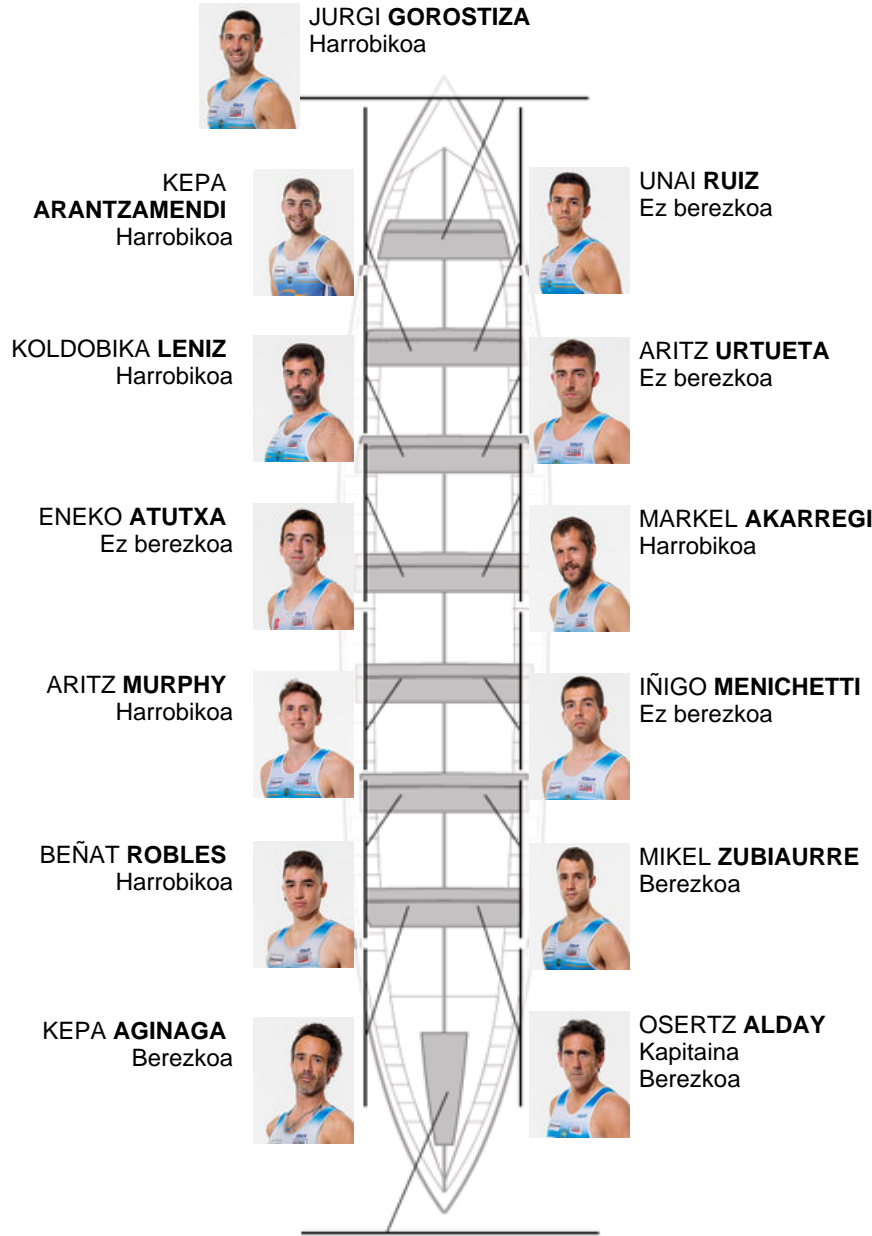 JURGI GOROSTIZA
Harrobikoa
KEPA
ARANTZAMENDI
Harrobikoa
UNAI RUIZ
Ez berezkoa
KOLDOBIKA LENIZ
Harrobikoa
ARITZ URTUETA
Ez berezkoa
ENEKO ATUTXA
Ez berezkoa
MARKEL AKARREGI
Harrobikoa
ARITZ MURPHY
Harrobikoa
IÑIGO MENICHETTI
Ez berezkoa
BEÑAT ROBLES
Harrobikoa
MIKEL ZUBIAURRE
Berezkoa
KEPA AGINAGA
Berezkoa
OSERTZ ALDAY
Kapitaina
Berezkoa